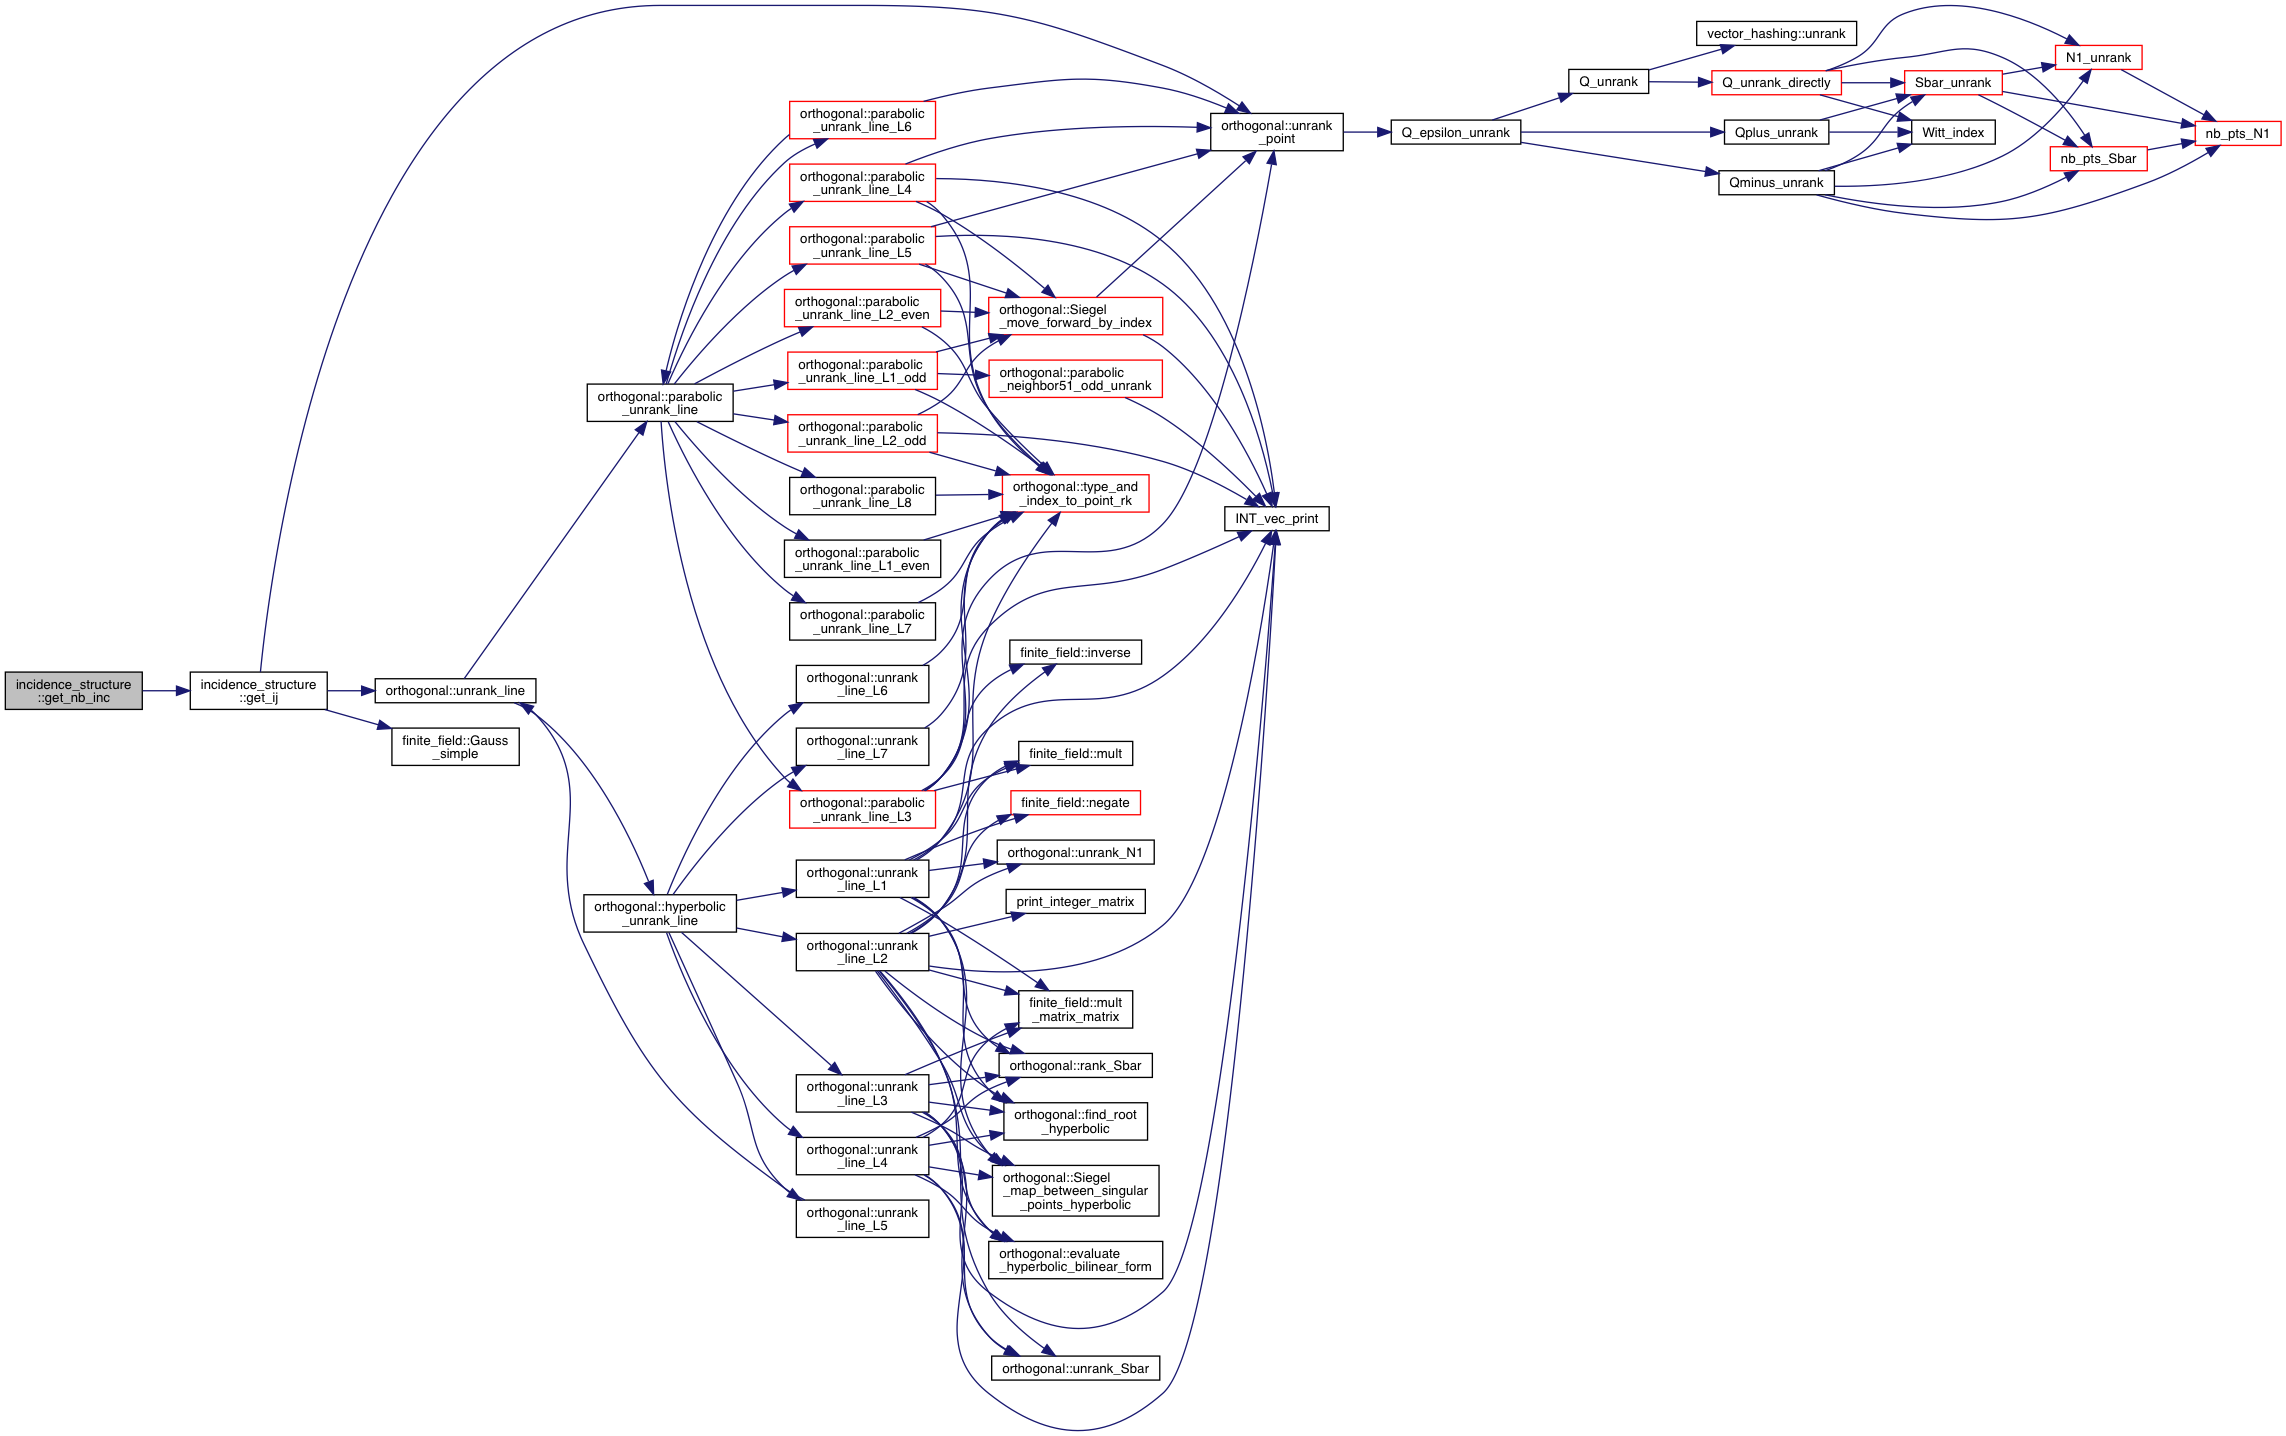 incidence_structure
::get_nb_inc
incidence_structure
::get_ij
orthogonal::unrank_line
finite_field::Gauss
_simple
orthogonal::parabolic
_unrank_line
orthogonal::hyperbolic
_unrank_line
orthogonal::parabolic
_unrank_line_L6
orthogonal::parabolic
_unrank_line_L4
orthogonal::parabolic
_unrank_line_L5
orthogonal::parabolic
_unrank_line_L2_even
orthogonal::parabolic
_unrank_line_L1_odd
orthogonal::parabolic
_unrank_line_L2_odd
orthogonal::parabolic
_unrank_line_L8
orthogonal::parabolic
_unrank_line_L1_even
orthogonal::parabolic
_unrank_line_L7
orthogonal::unrank
_line_L6
orthogonal::unrank
_line_L7
orthogonal::parabolic
_unrank_line_L3
orthogonal::unrank
_line_L1
orthogonal::unrank
_line_L2
orthogonal::unrank
_line_L3
orthogonal::unrank
_line_L4
orthogonal::unrank
_line_L5
orthogonal::Siegel
_move_forward_by_index
orthogonal::parabolic
_neighbor51_odd_unrank
orthogonal::type_and
_index_to_point_rk
finite_field::inverse
finite_field::mult
finite_field::negate
orthogonal::unrank_N1
print_integer_matrix
finite_field::mult
_matrix_matrix
orthogonal::rank_Sbar
orthogonal::find_root
_hyperbolic
orthogonal::Siegel
_map_between_singular
_points_hyperbolic
orthogonal::evaluate
_hyperbolic_bilinear_form
orthogonal::unrank_Sbar
orthogonal::unrank
_point
INT_vec_print
Q_epsilon_unrank
Q_unrank
Qplus_unrank
Qminus_unrank
vector_hashing::unrank
Q_unrank_directly
Sbar_unrank
Witt_index
N1_unrank
nb_pts_Sbar
nb_pts_N1